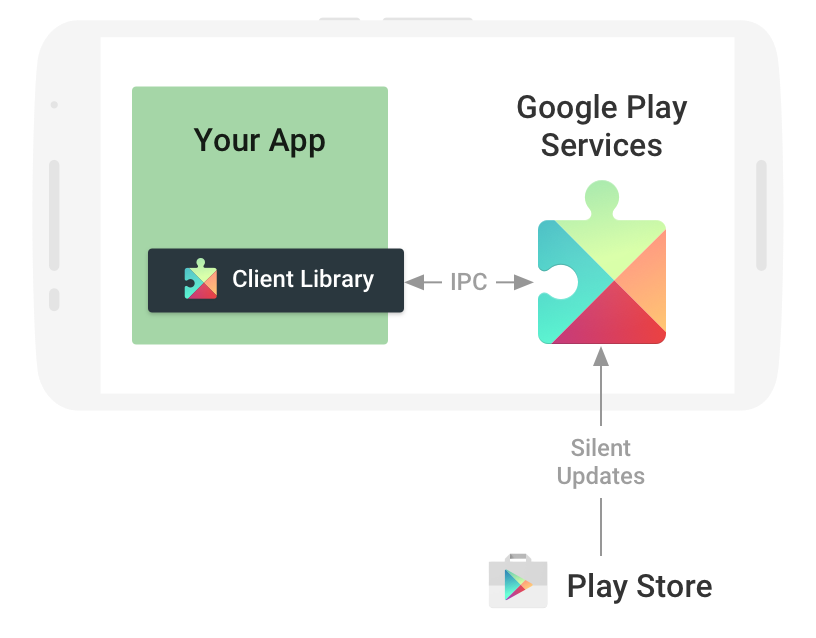 Your App
Google Play
Services
Client Library
IPC
Silent
Updates
Play Store